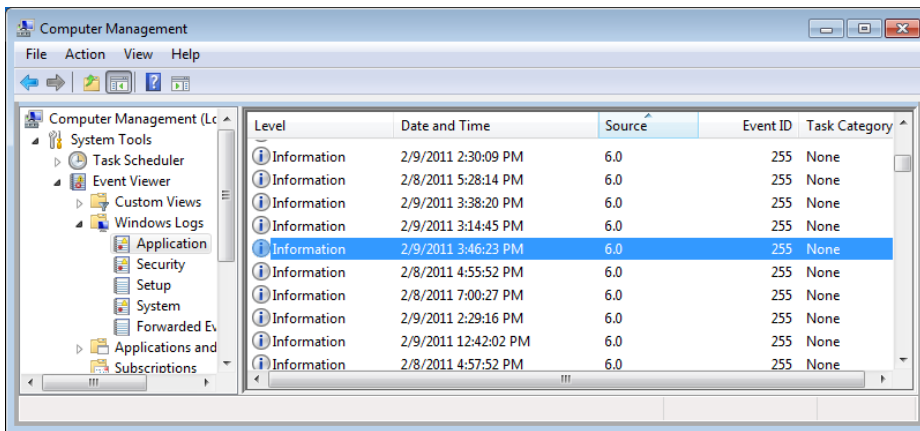 Computer Management
File Action View Help
Computer Management (Lc
System Tools
Task Scheduler
Event Viewer
Custom Views
Windows Logs
Application
Security
Setup
System
Forwarded Ev
Applications and
Subscriptions
Level Date and Time Source Event ID Task Category
Information 2/9/2011 2:30:09 PM 6.0 255 None
Information 2/8/2011 5:28:14 PM 6.0 255 None
Information 2/9/2011 3:38:20 PM 6.0 255 None
Information 2/9/2011 3:14:45 PM 6.0 255 None
Information 2/9/2011 3:46:23 PM 6.0 255 None
Information 2/8/2011 4:55:52 PM 6.0 255 None
Information 2/8/2011 7:00:27 PM 6.0 255 None
Information 2/9/2011 2:29:16 PM 6.0 255 None
Information 2/9/2011 12:42:02 PM 6.0 255 None
Information 2/8/2011 4:57:52 PM 6.0 255 None